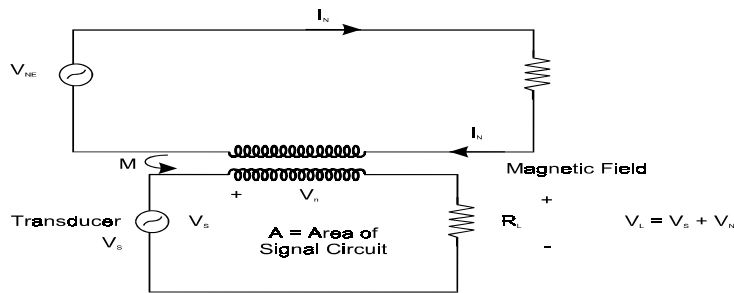 I_N
V_NE
I_N
M
Magnetic Field
+ V_n
+
Transducer V_S R_L V_L = V_S + V_N
V_S
A = Area of
Signal Circuit
-